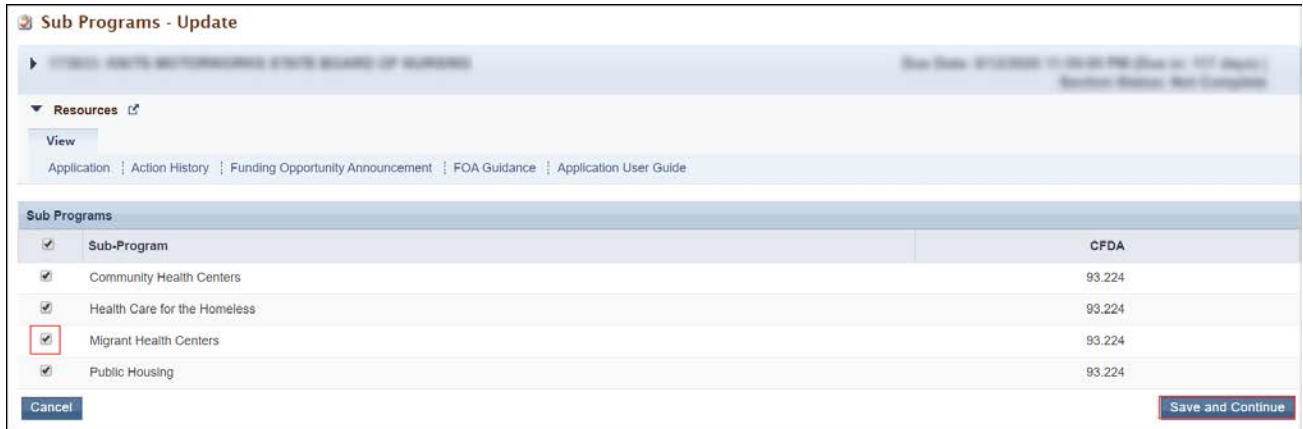 Sub Programs - Update
Resources
View
Application Action History Funding Opportunity Announcement FOA Guidance Application User Guide
Sub Programs
Sub-Program CFDA
Community Health Centers 93.224
Health Care for the Homeless 93.224
Migrant Health Centers 93.224
Public Housing 93.224
Cancel Save and Continue